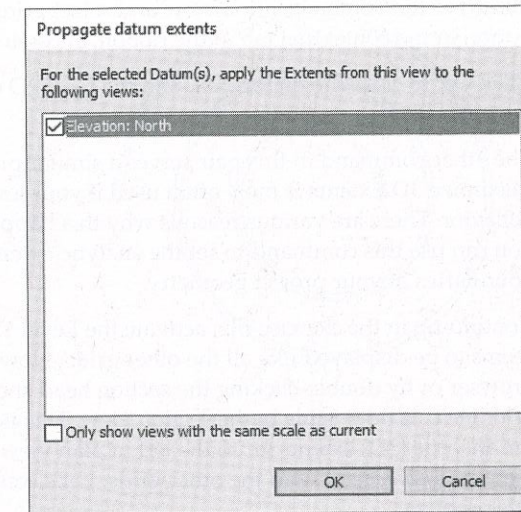 Propagate datum extents
For the selected Datum(s), apply the Extents from this view to the
following views:
Elevation: North
Only show views with the same scale as current
OK
Cancel